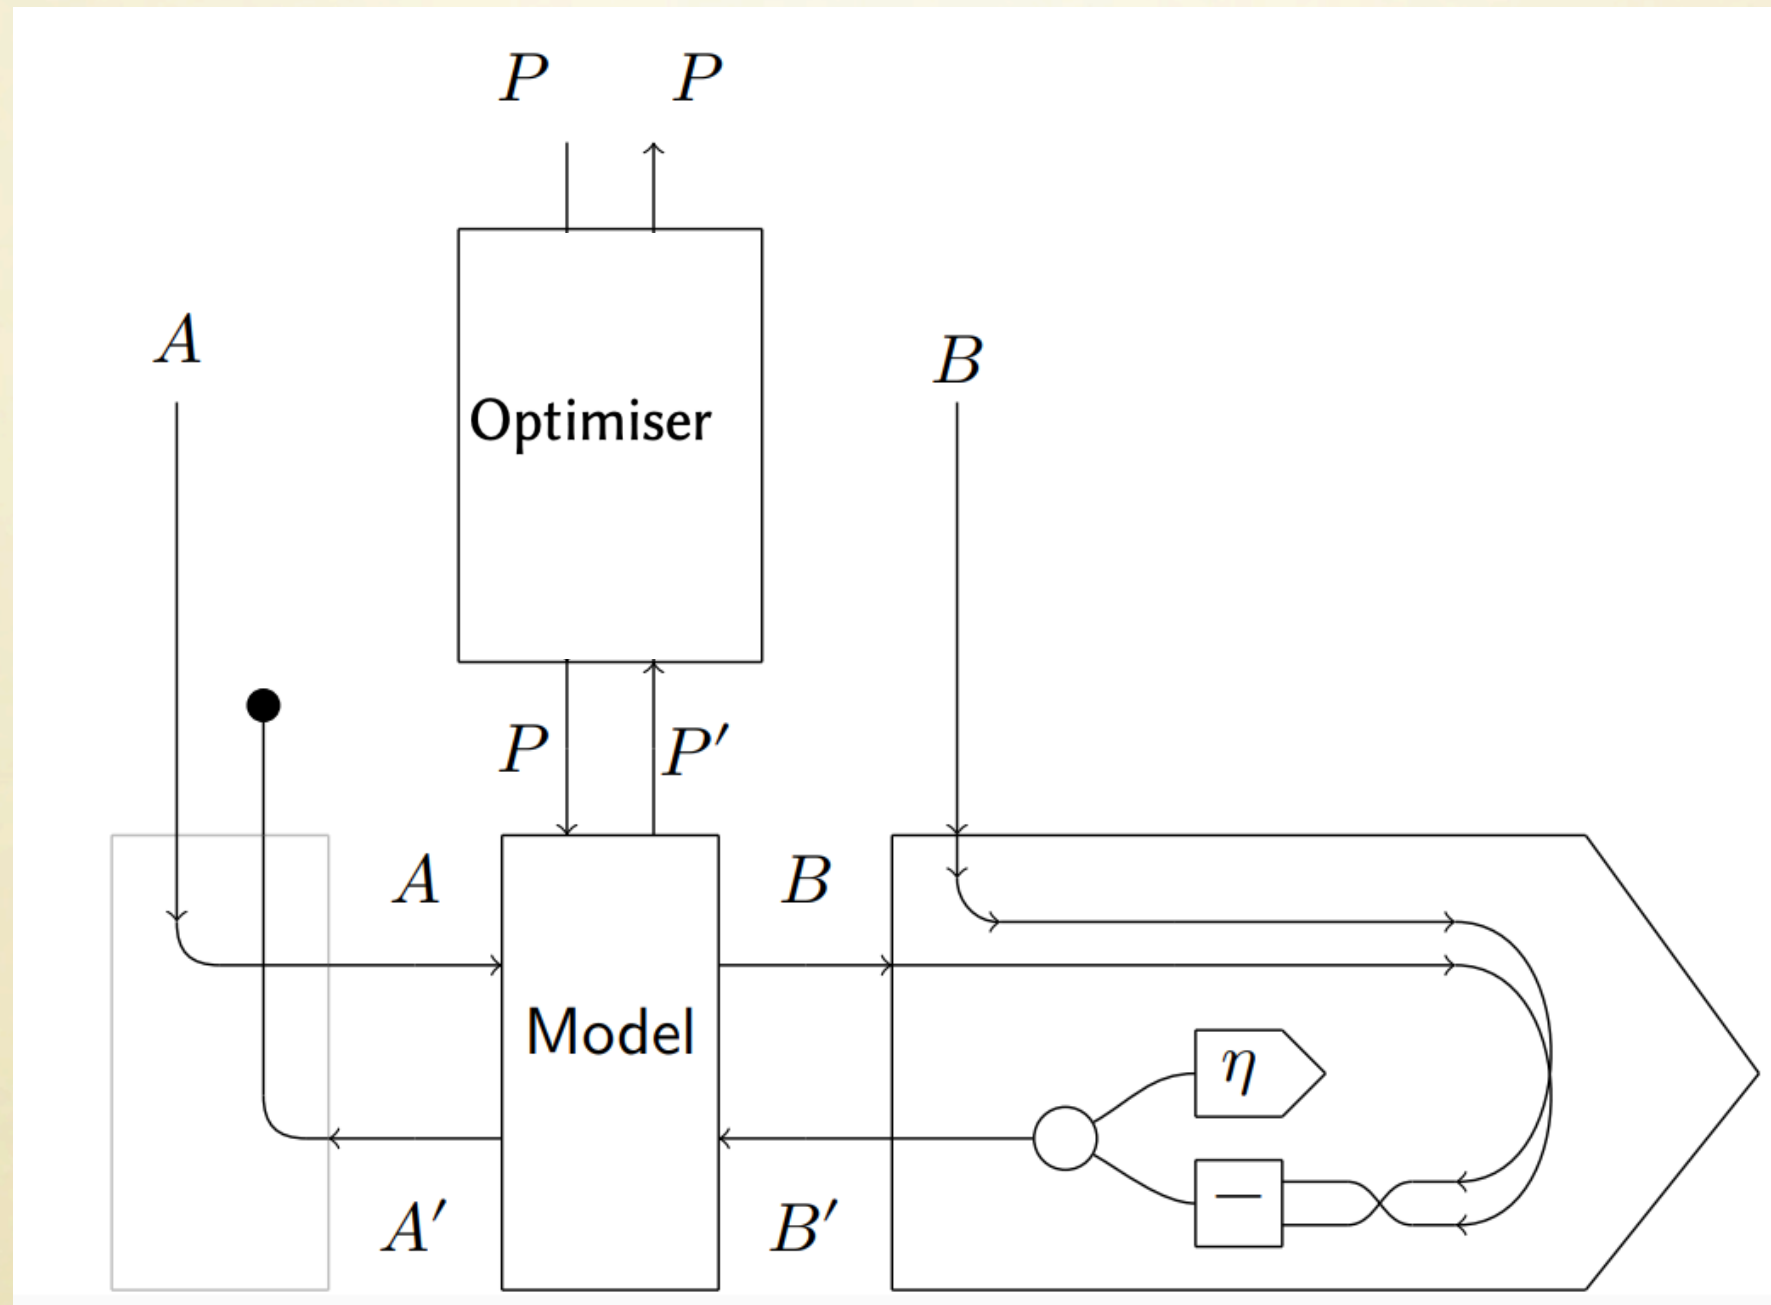 P P
A
B
Optimiser
P P′
A B
Model
η
−
A′ B′